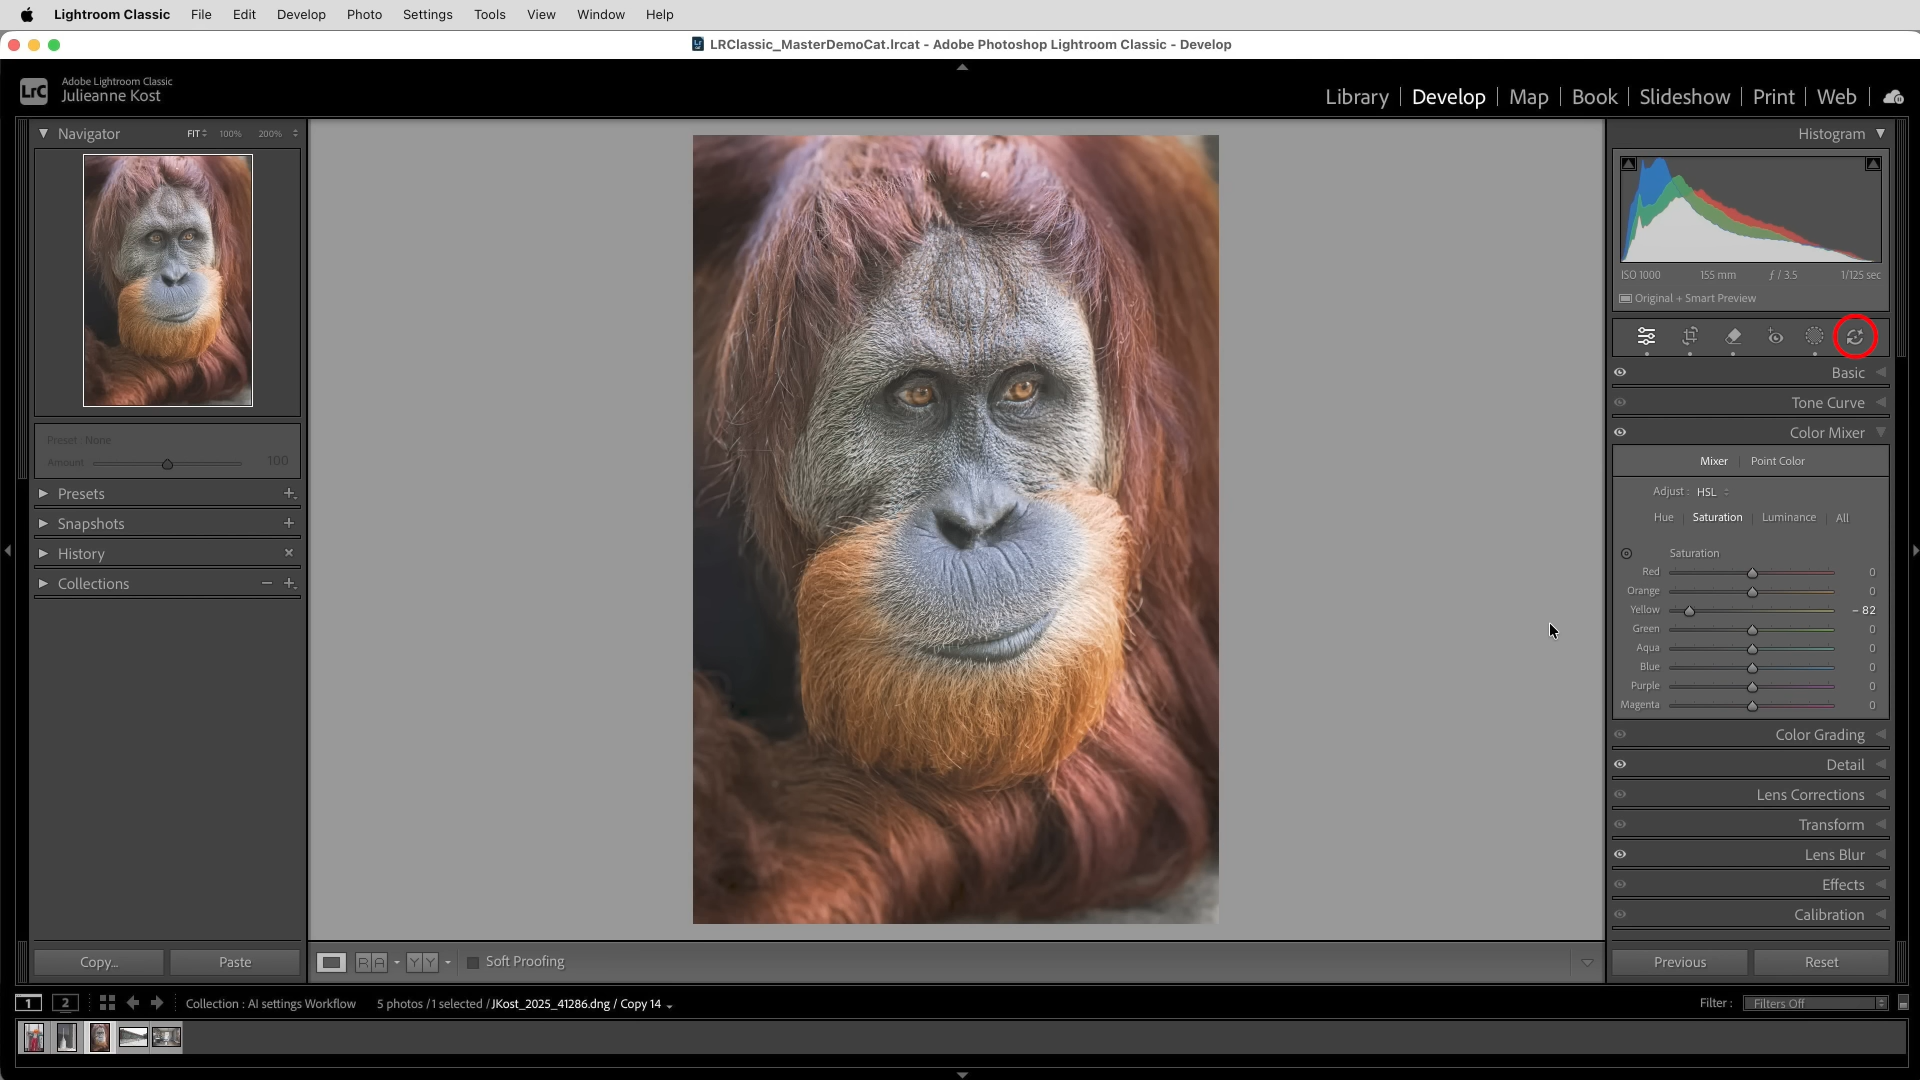 Lightroom Classic File Edit Develop Photo Settings Tools View Window Help
LRClassic_MasterDemoCat.lrcat - Adobe Photoshop Lightroom Classic - Develop
LrC
Adobe Lightroom Classic
Julieanne Kost
Library | Develop | Map | Book | Slideshow | Print | Web
Navigator FIT 100% 200%
Preset : None
Amount 100
Presets
Snapshots
History
Collections
Copy... Paste
Soft Proofing
Histogram
ISO 1000 155 mm ƒ / 3.5 1/125 sec
Original + Smart Preview
Basic
Tone Curve
Color Mixer
Mixer | Point Color
Adjust : HSL
Hue | Saturation | Luminance | All
Saturation
Red 0
Orange 0
Yellow – 82
Green 0
Aqua 0
Blue 0
Purple 0
Magenta 0
Color Grading
Detail
Lens Corrections
Transform
Lens Blur
Effects
Calibration
Previous Reset
1 2 Collection : AI settings Workflow 5 photos / 1 selected / JKost_2025_41286.dng / Copy 14 Filter : Filters Off
R A Y Y